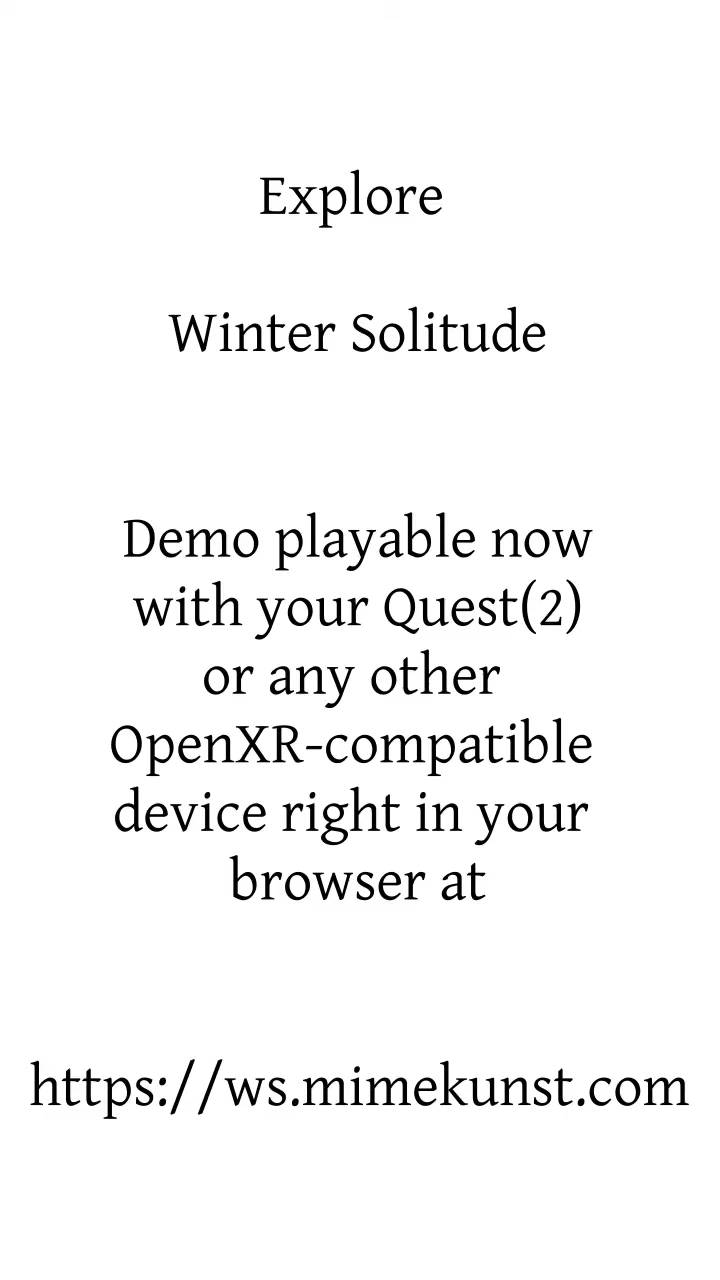 Explore
Winter Solitude
Demo playable now
with your Quest(2)
or any other
OpenXR-compatible
device right in your
browser at
https://ws.mimekunst.com